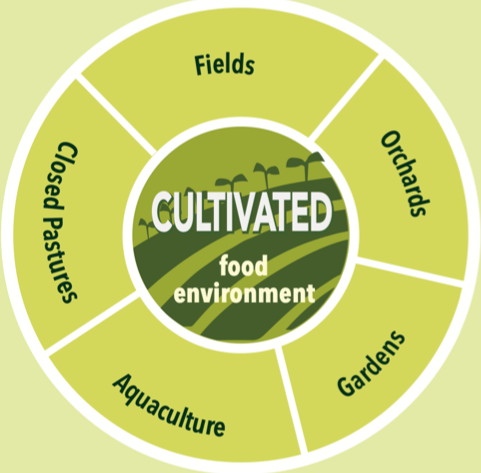 Fields
Orchards
Gardens
Aquaculture
Closed Pastures
CULTIVATED
food
environment